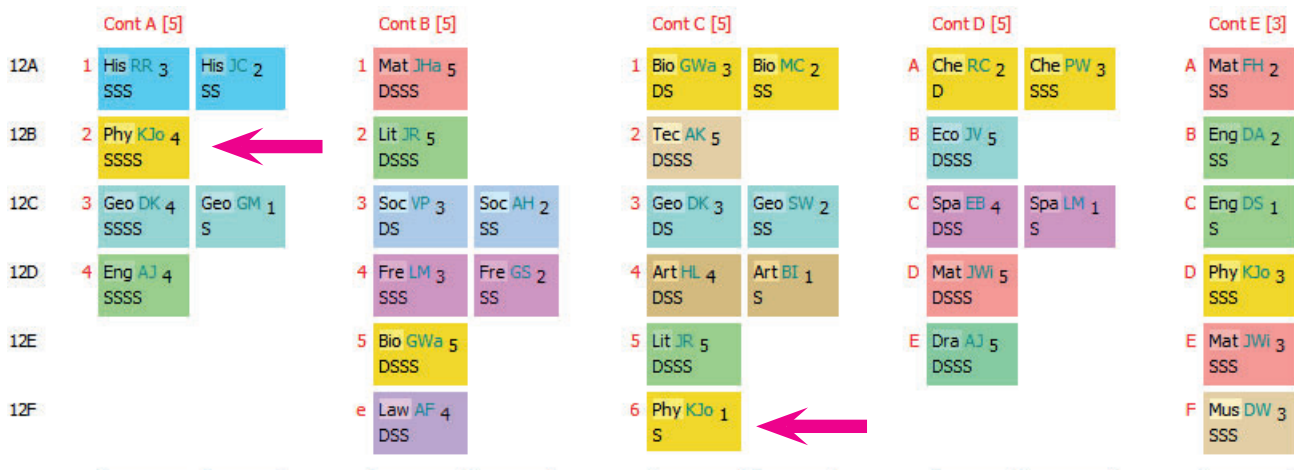 Cont A [5] Cont B [5] Cont C [5] Cont D [5] Cont E [3]
12A 1 His RR 3 His JC 2 1 Mat JHa 5 1 Bio GWa 3 Bio MC 2 A Che RC 2 Che PW 3 A Mat FH 2
SSS SS DSSS DS SS D SSS SS
12B 2 Phy KJo 4 2 Lit JR 5 2 Tec AK 5 B Eco JV 5 B Eng DA 2
SSSS DSSS DSSS DSSS SS
12C 3 Geo DK 4 Geo GM 1 3 Soc VP 3 Soc AH 2 3 Geo DK 3 Geo SW 2 C Spa EB 4 Spa LM 1 C Eng DS 1
SSSS S DS SS DS SS DSS S S
12D 4 Eng AJ 4 4 Fre LM 3 Fre GS 2 4 Art HL 4 Art BI 1 D Mat JWi 5 D Phy KJo 3
SSSS SSS SS DSS S DSSS SSS
12E 5 Bio GWa 5 5 Lit JR 5 E Dra AJ 5 E Mat JWi 3
DSSS DSSS DSSS SSS
12F e Law AF 4 6 Phy KJo 1 F Mus DW 3
DSS S SSS